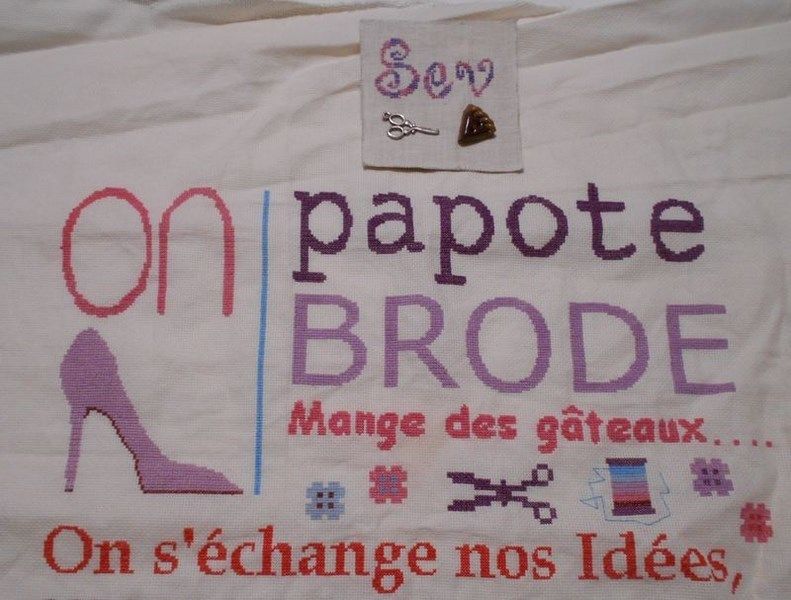 Sev
On papote
BRODE
Mange des gâteaux....
On s'échange nos Idées,